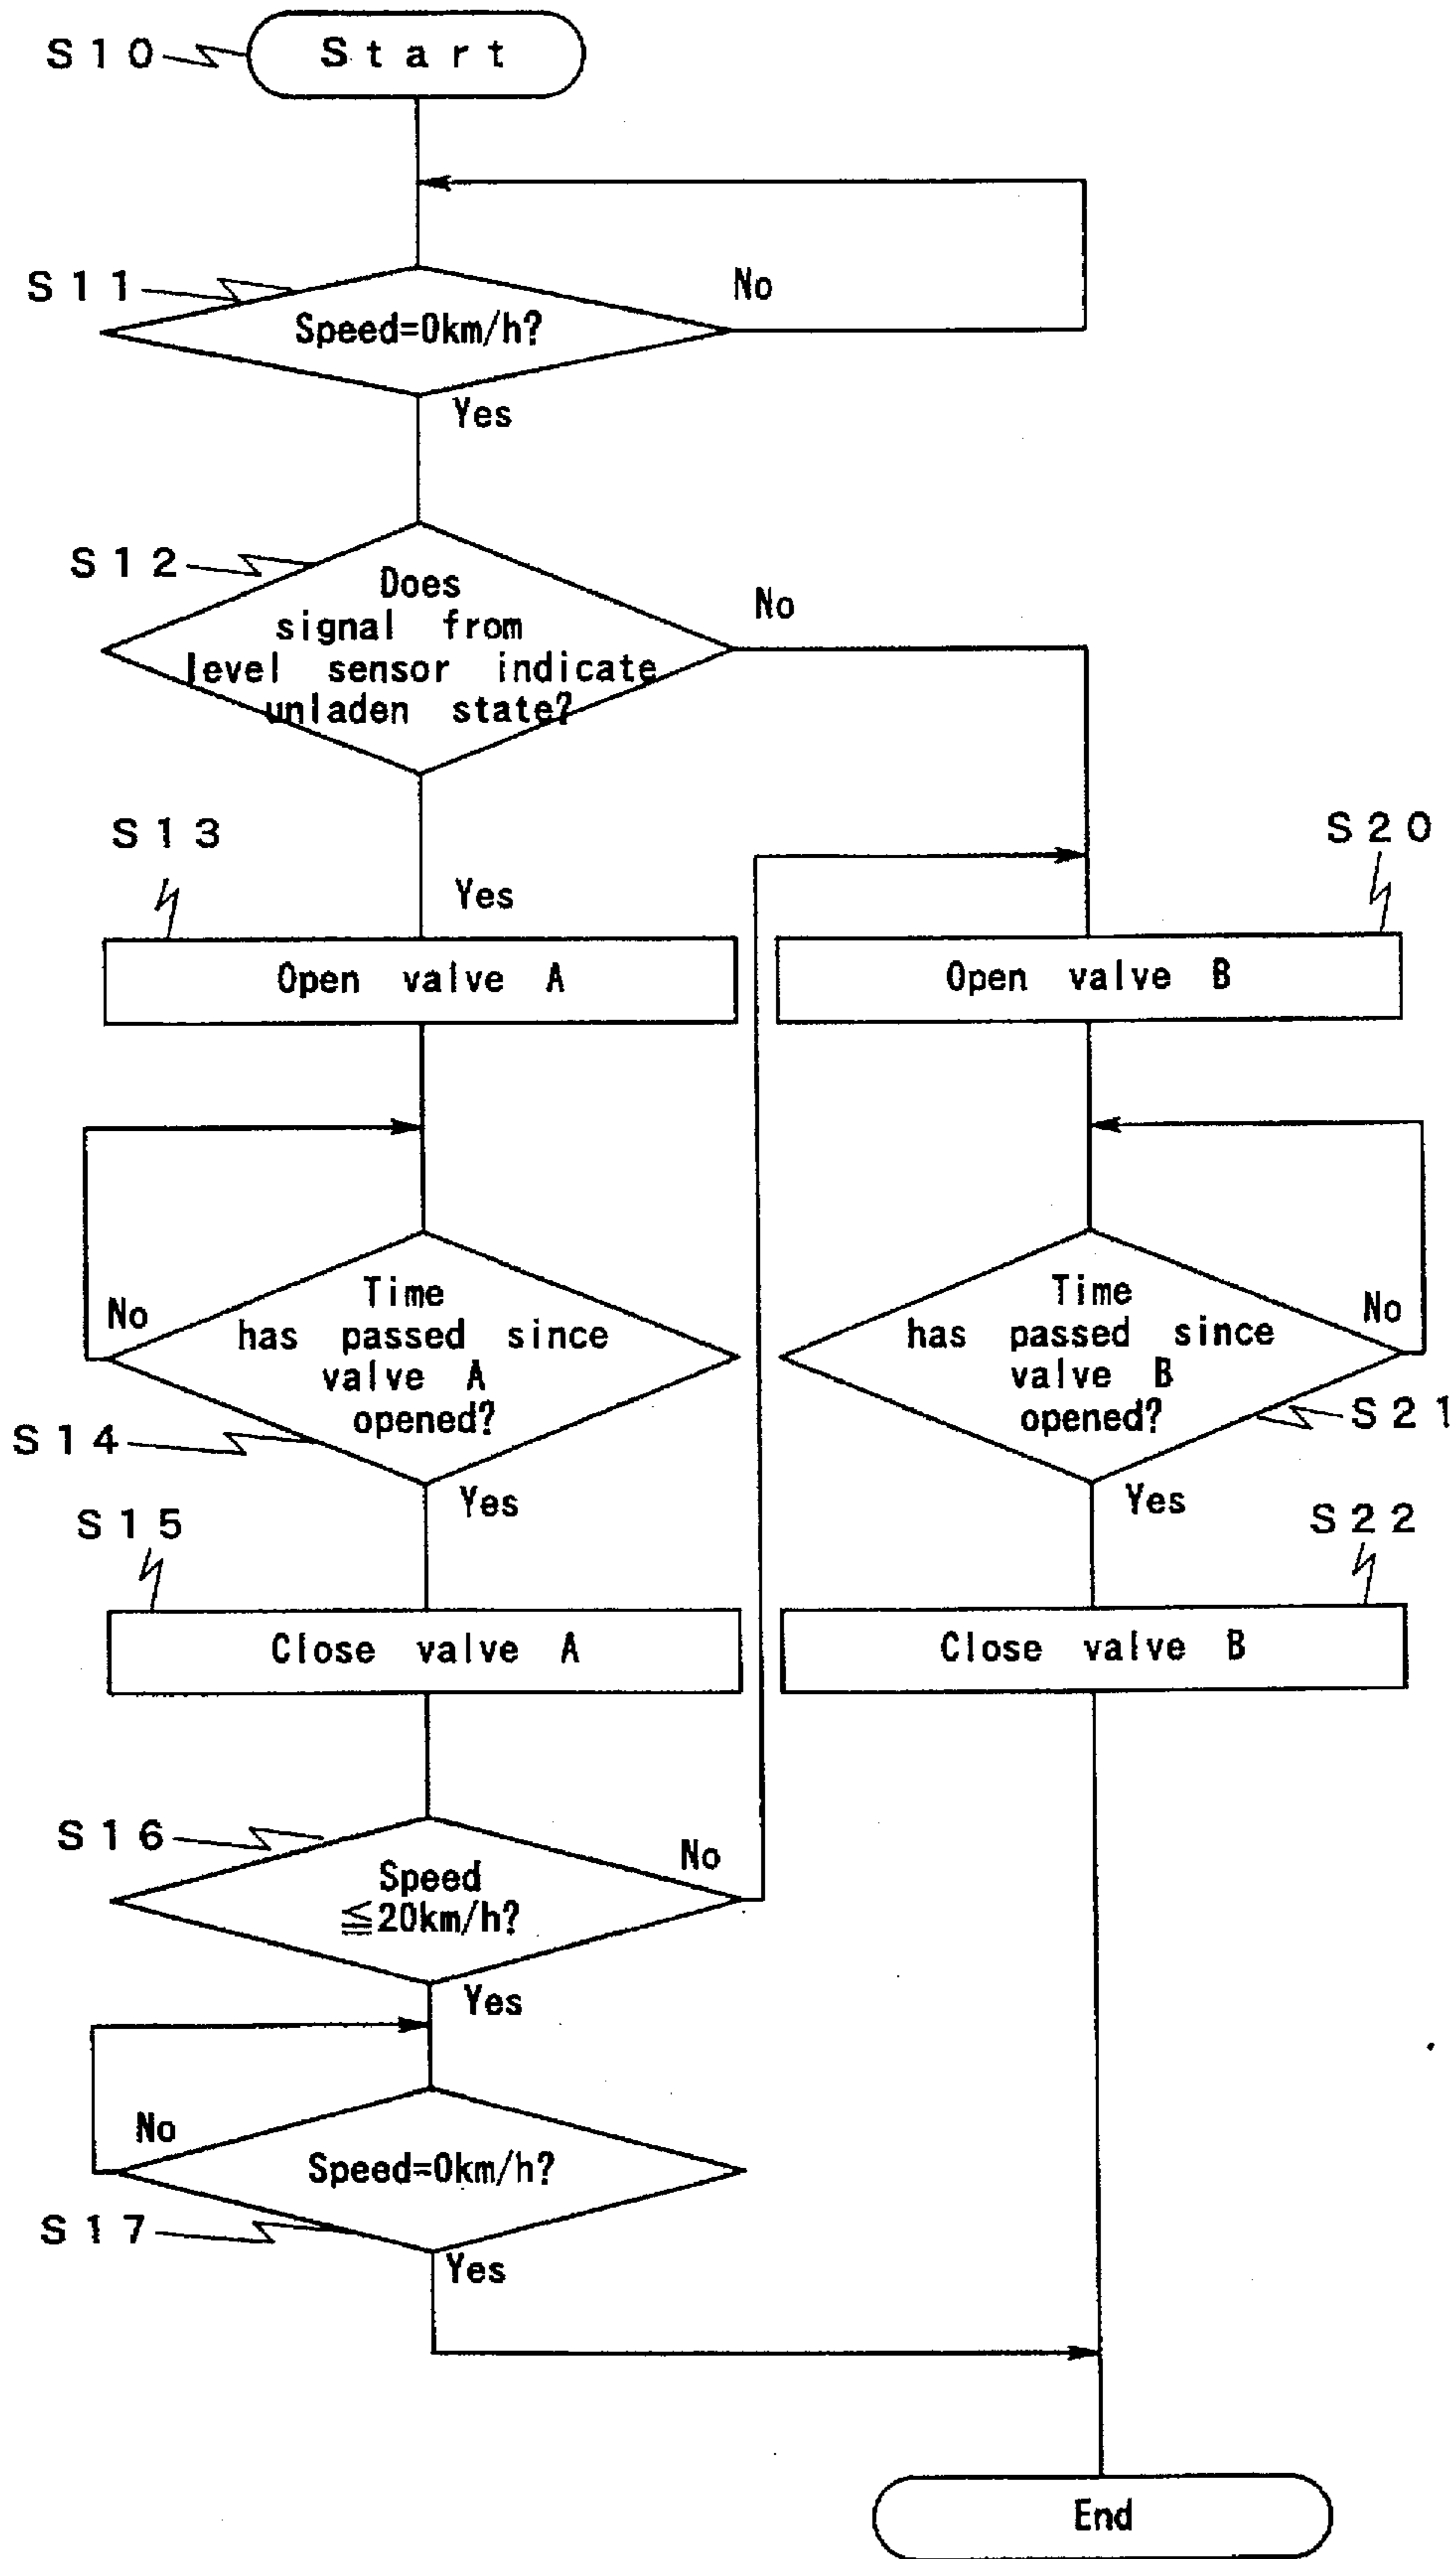 S10
Start
S11
Speed=0km/h?
No
Yes
S12
Does
signal from
level sensor indicate
unladen state?
No
Yes
S13
Open valve A
S20
Open valve B
Time
has passed since
valve A
opened?
No
S14
Yes
Time
has passed since
valve B
opened?
No
S21
Yes
S15
Close valve A
S22
Close valve B
S16
Speed
≦20km/h?
No
Yes
No
Speed=0km/h?
S17
Yes
End